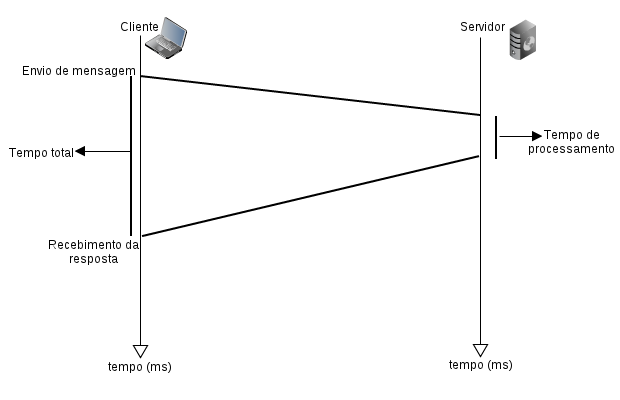 Cliente
Servidor
Envio de mensagem
Tempo de
processamento
Tempo total
Recebimento da
resposta
tempo (ms)
tempo (ms)